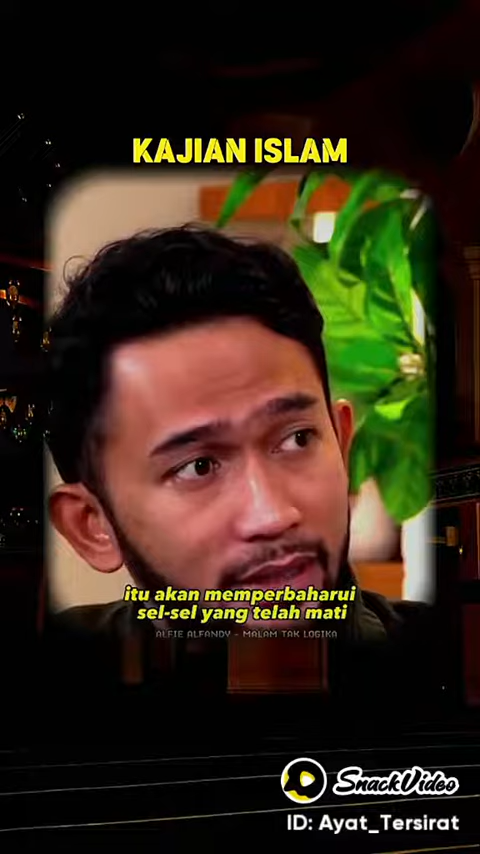 KAJIAN ISLAM
itu akan memperbaharui
sel-sel yang telah mati
ALFIE ALFANDY - MALAM TAK LOGIKA
SnackVideo
ID: Ayat_Tersirat